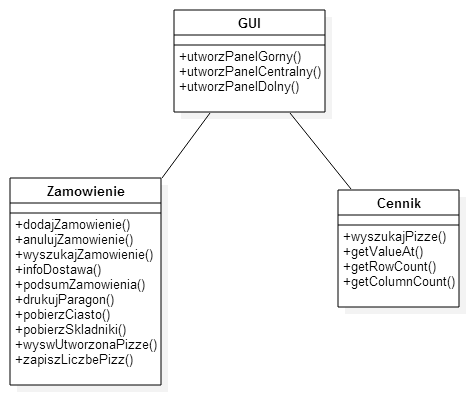 GUI
+utworzPanelGorny()
+utworzPanelCentralny()
+utworzPanelDolny()
Zamowienie
+dodajZamowienie()
+anulujZamowienie()
+wyszukajZamowienie()
+infoDostawa()
+podsumZamowienia()
+drukujParagon()
+pobierzCiasto()
+pobierzSkladniki()
+wyswUtworzonaPizze()
+zapiszLiczbePizz()
Cennik
+wyszukajPizze()
+getValueAt()
+getRowCount()
+getColumnCount()